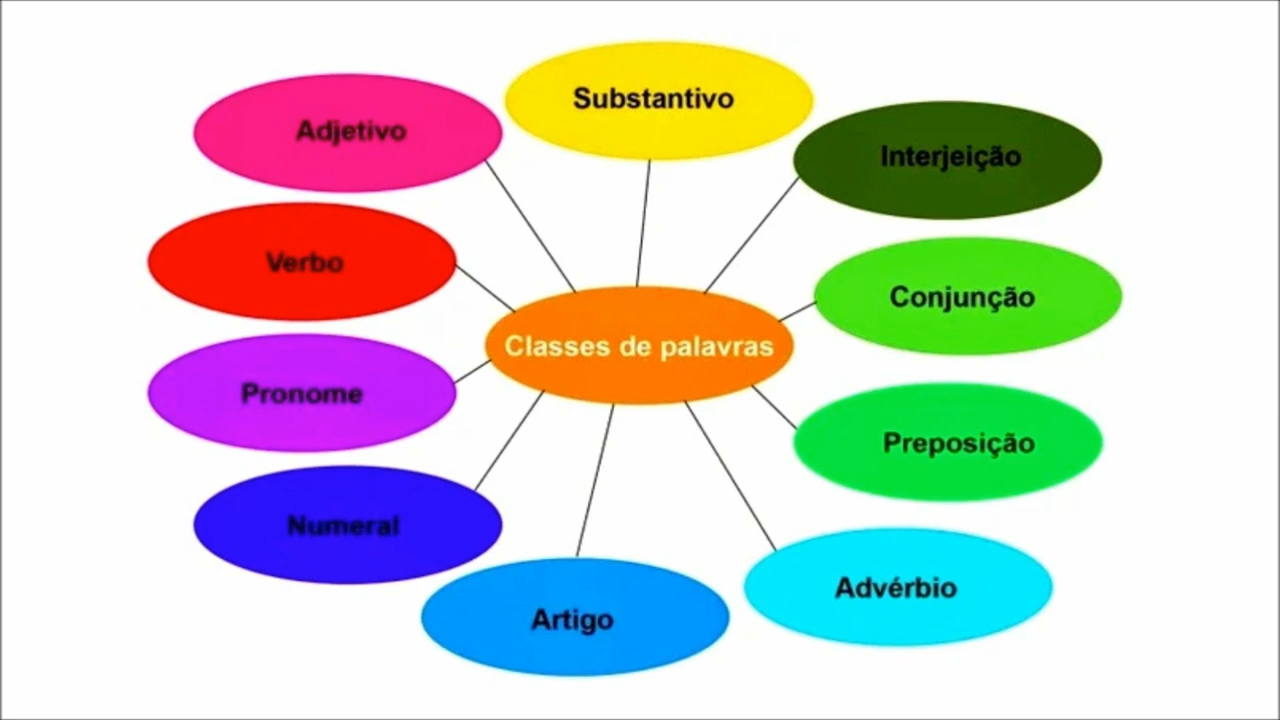 Substantivo
Adjetivo
Interjeição
Verbo
Conjunção
Classes de palavras
Pronome
Preposição
Numeral
Advérbio
Artigo